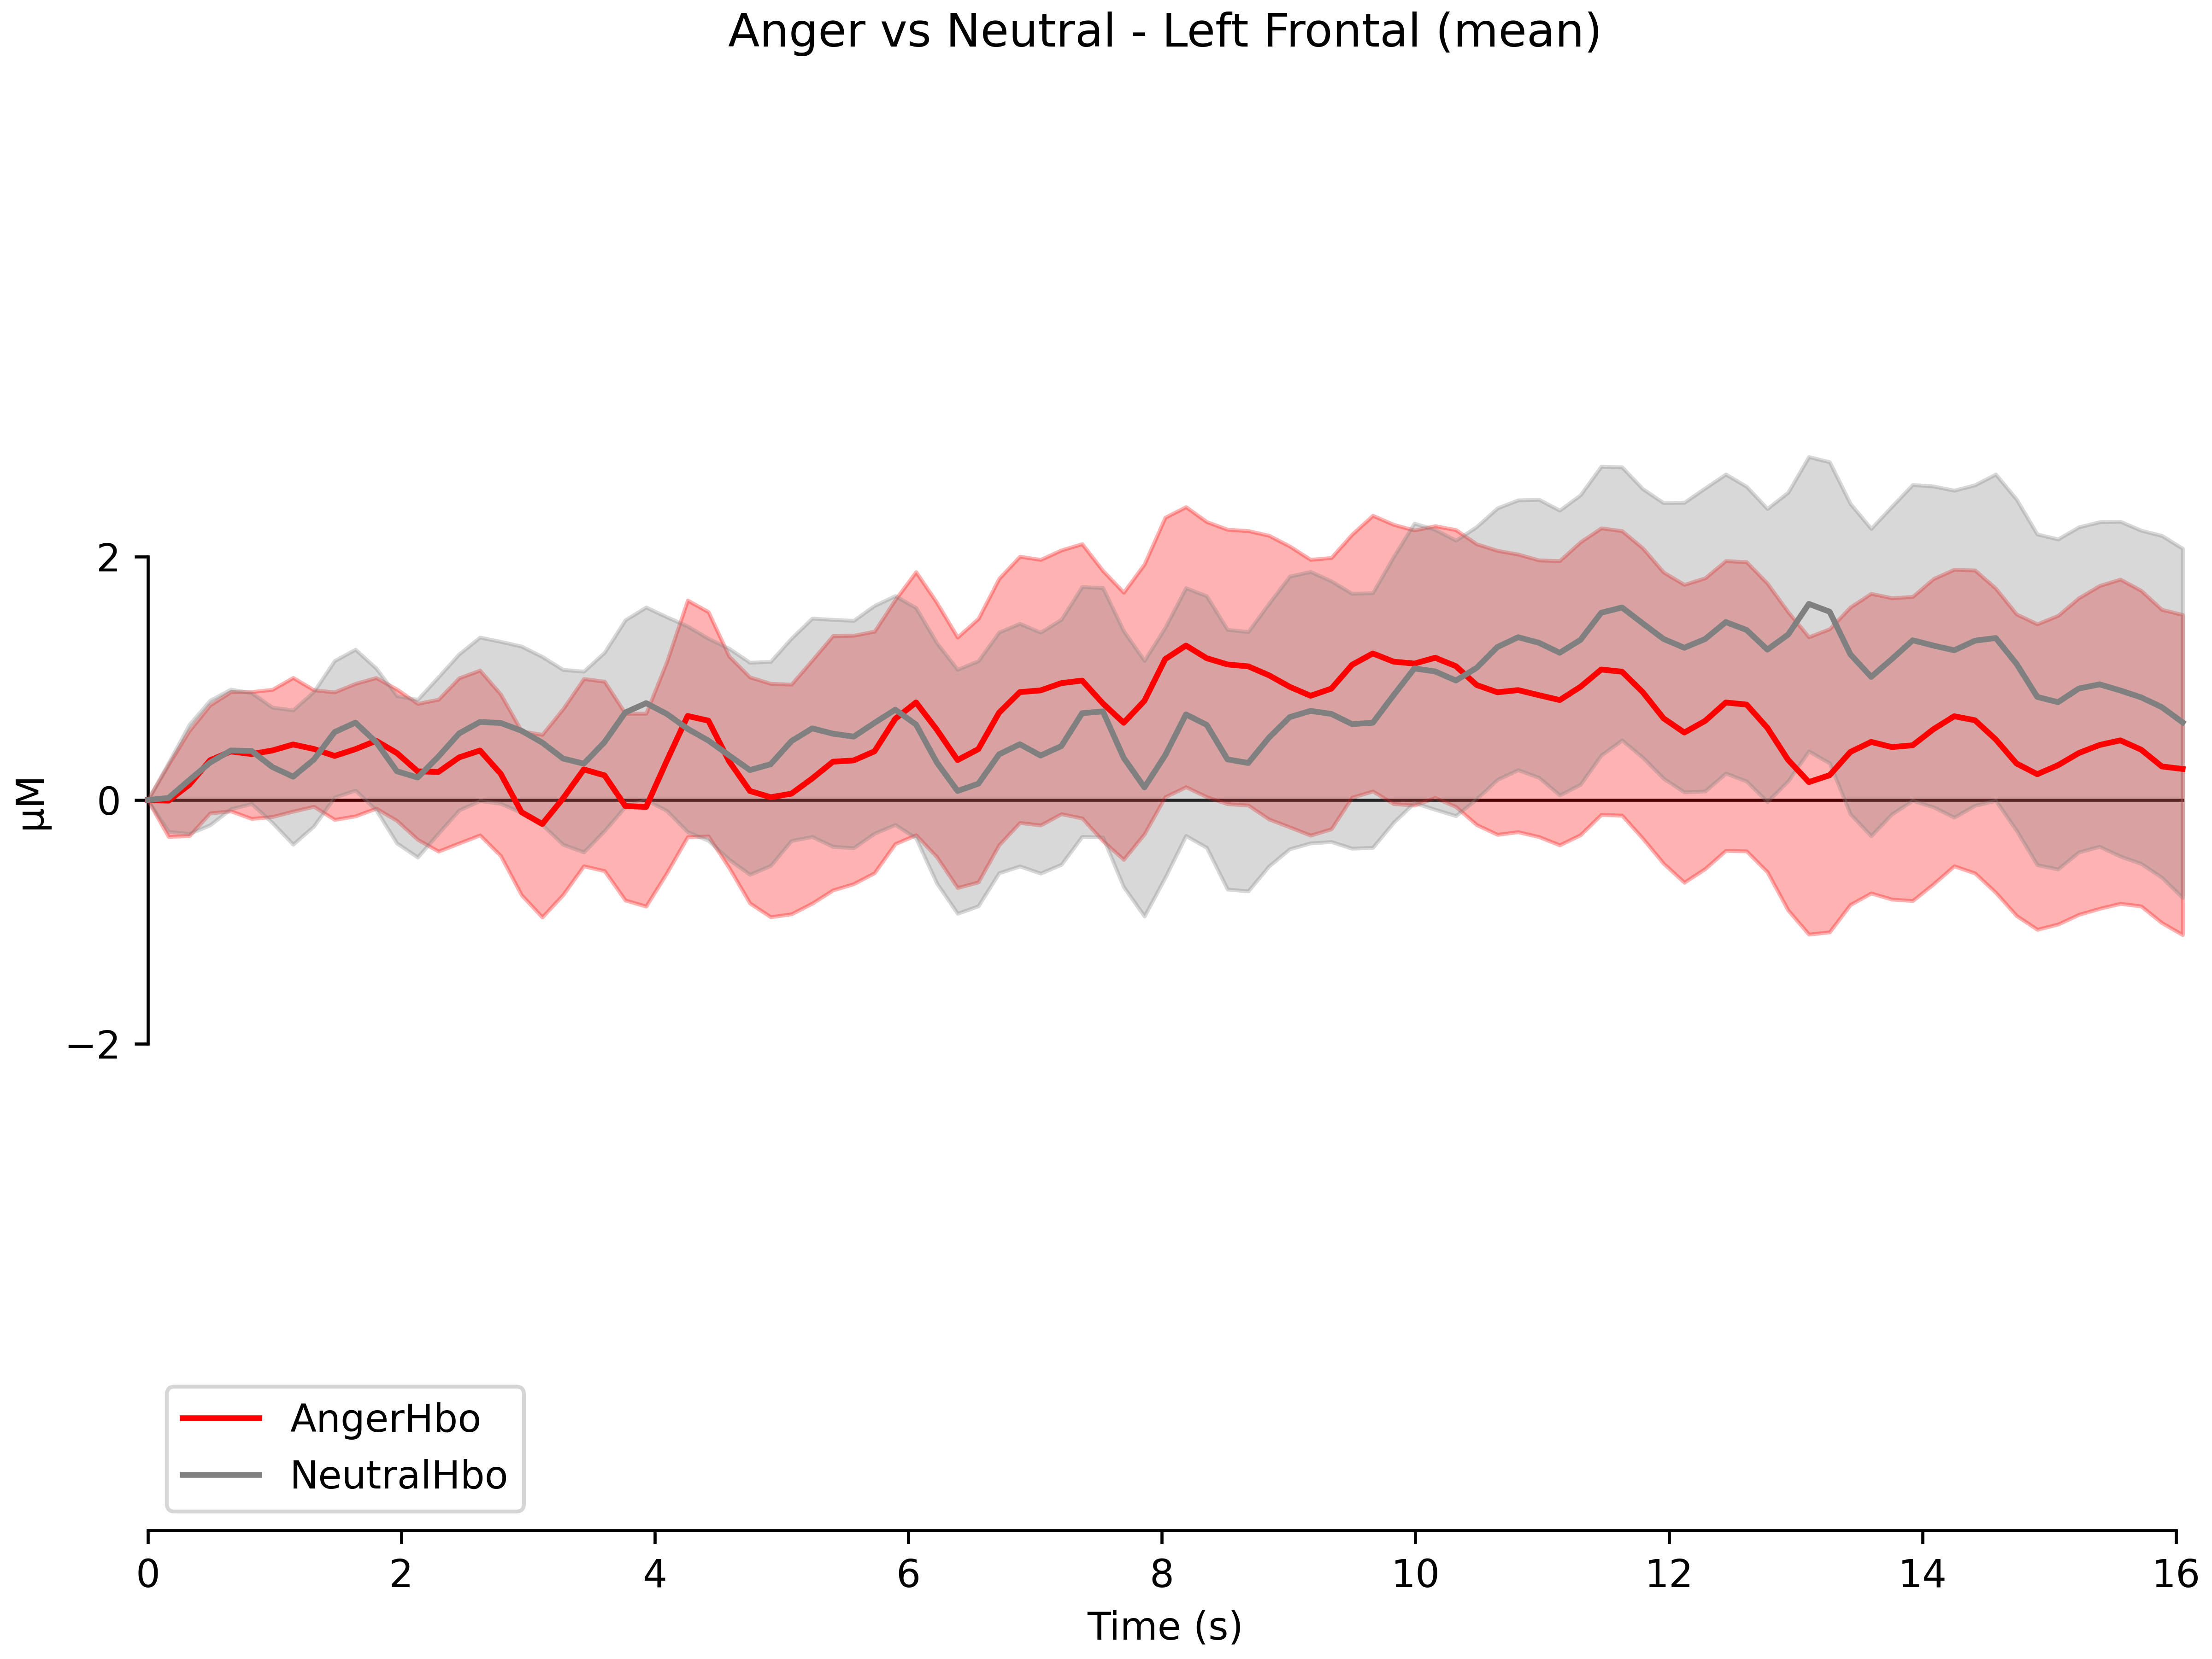 Anger vs Neutral - Left Frontal (mean)
µM
2
0
−2
AngerHbo
NeutralHbo
0 2 4 6 8 10 12 14 16
Time (s)